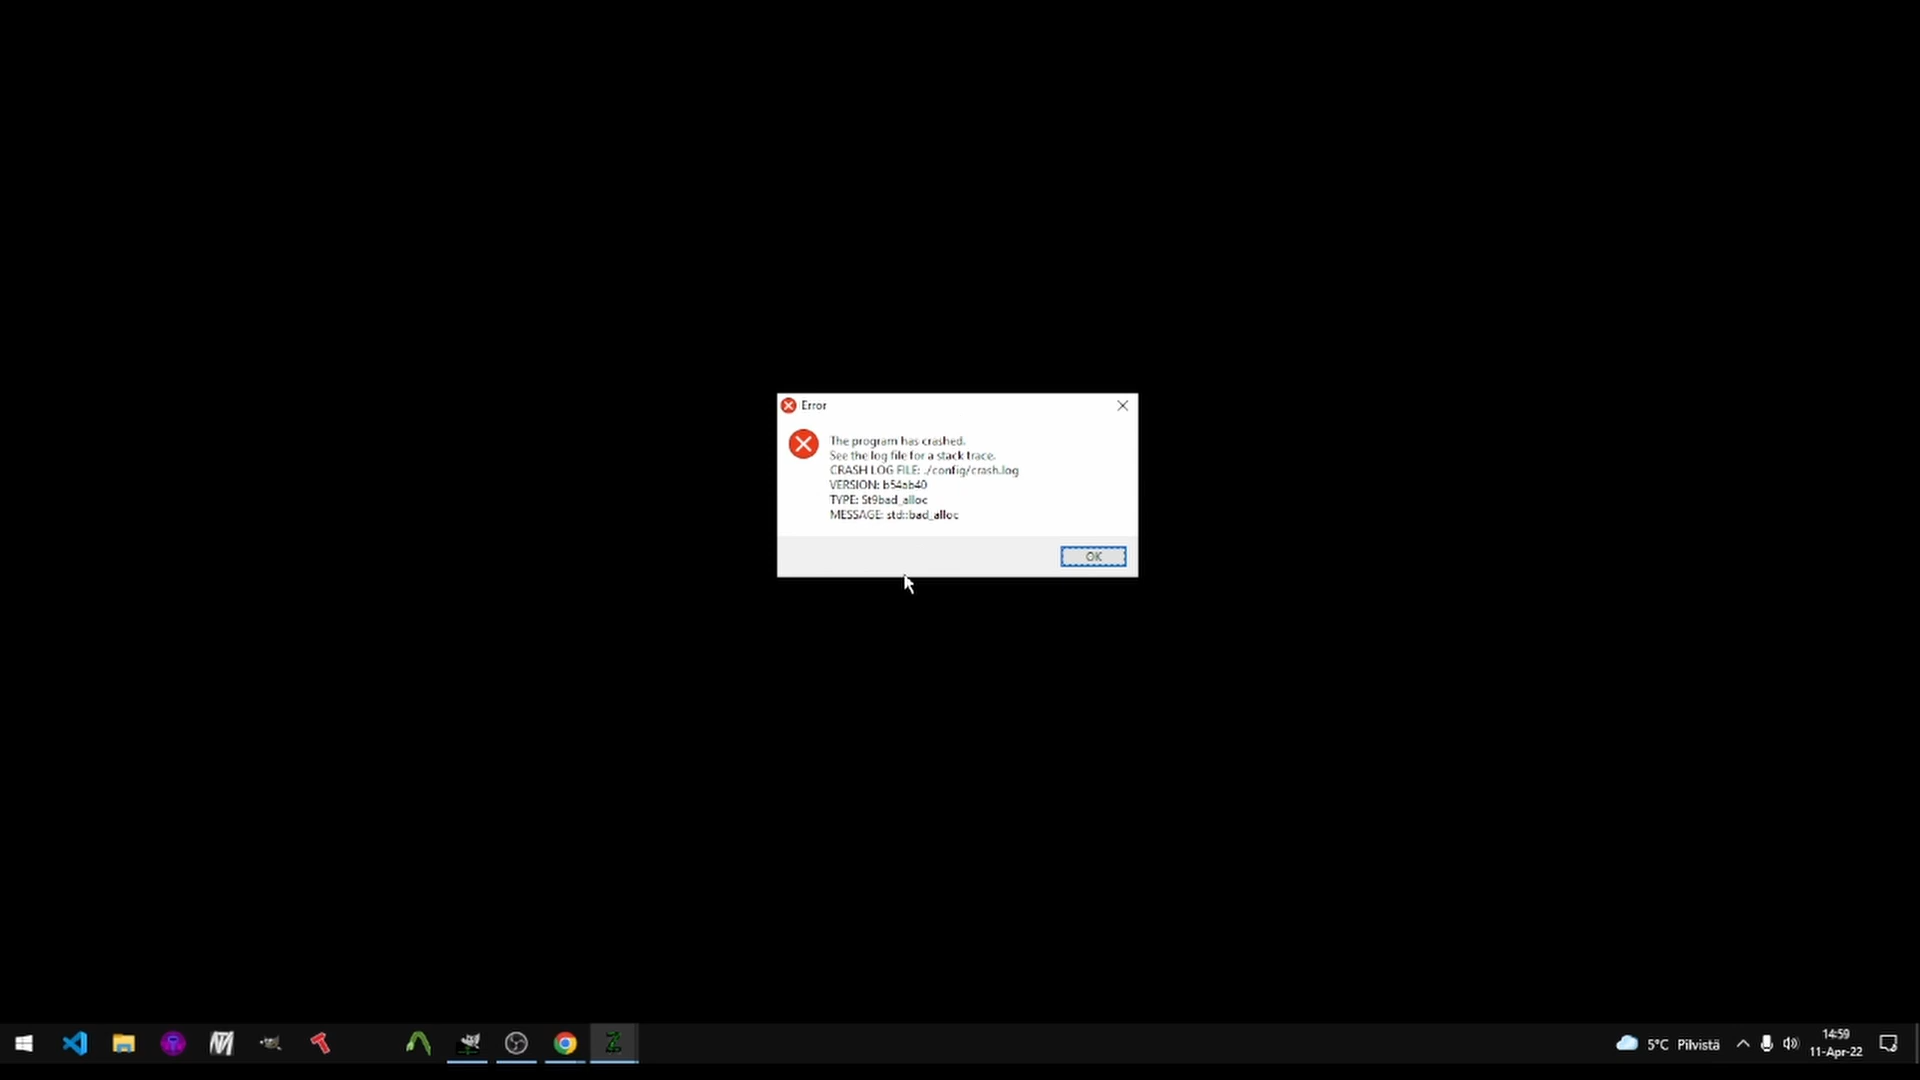 Error
The program has crashed.
See the log file for a stack trace.
CRASH LOG FILE: ./config/crash.log
VERSION: b54ab40
TYPE: St9bad_alloc
MESSAGE: std::bad_alloc
OK
5°C Pilvistä
14:59
11-Apr-22